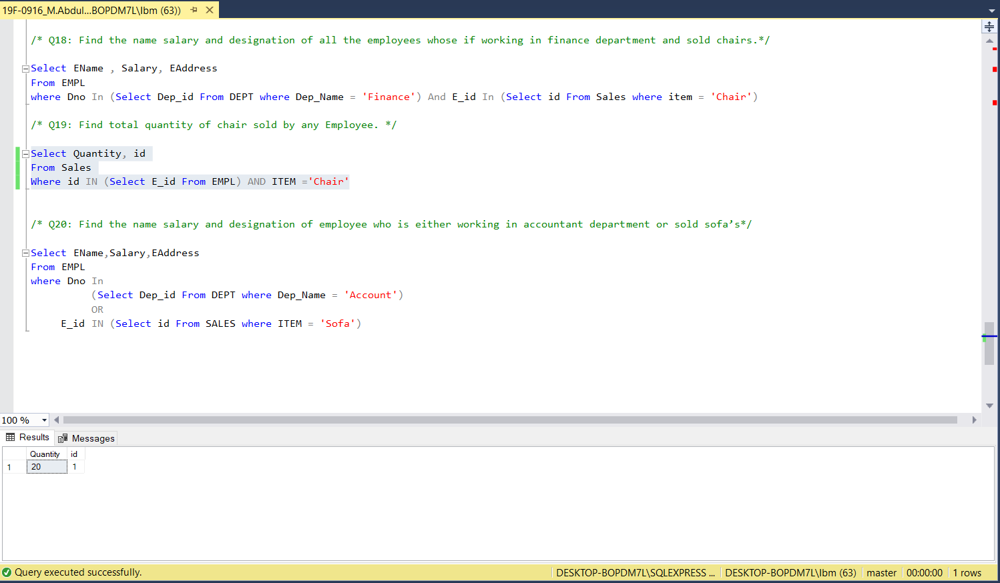 19F-0916_M.Abdul...BOPDM7L\lbm (63))
/* Q18: Find the name salary and designation of all the employees whose if working in finance department and sold chairs.*/
Select EName , Salary, EAddress
From EMPL
where Dno In (Select Dep_id From DEPT where Dep_Name = 'Finance') And E_id In (Select id From Sales where item = 'Chair')
/* Q19: Find total quantity of chair sold by any Employee. */
Select Quantity, id
From Sales
Where id IN (Select E_id From EMPL) AND ITEM ='Chair'
/* Q20: Find the name salary and designation of employee who is either working in accountant department or sold sofa’s*/
Select EName,Salary,EAddress
From EMPL
where Dno In
(Select Dep_id From DEPT where Dep_Name = 'Account')
OR
E_id IN (Select id From SALES where ITEM = 'Sofa')
100 %
Results Messages
Quantity id
1 20 1
Query executed successfully. DESKTOP-BOPDM7L\SQLEXPRESS ... DESKTOP-BOPDM7L\lbm (63) master 00:00:00 1 rows